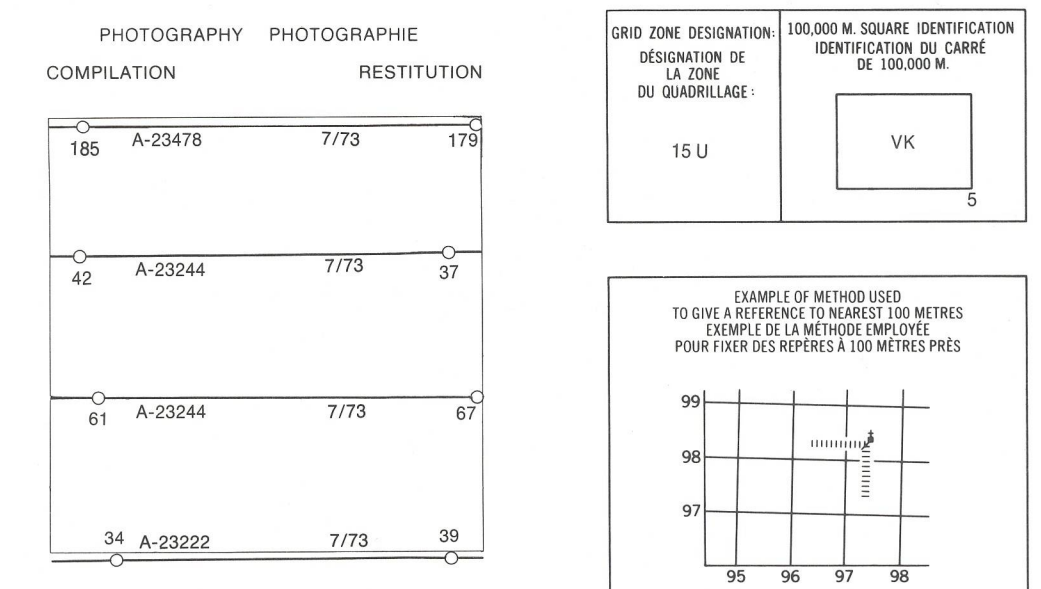 PHOTOGRAPHY PHOTOGRAPHIE
COMPILATION RESTITUTION
185 A-23478 7/73 179
42 A-23244 7/73 37
61 A-23244 7/73 67
34 A-23222 7/73 39
GRID ZONE DESIGNATION:
DÉSIGNATION DE
LA ZONE
DU QUADRILLAGE :
15 U
100,000 M. SQUARE IDENTIFICATION
IDENTIFICATION DU CARRÉ
DE 100,000 M.
VK
5
EXAMPLE OF METHOD USED
TO GIVE A REFERENCE TO NEAREST 100 METRES
EXEMPLE DE LA MÉTHODE EMPLOYÉE
POUR FIXER DES REPÈRES À 100 MÈTRES PRÈS
99
98
97
95 96 97 98